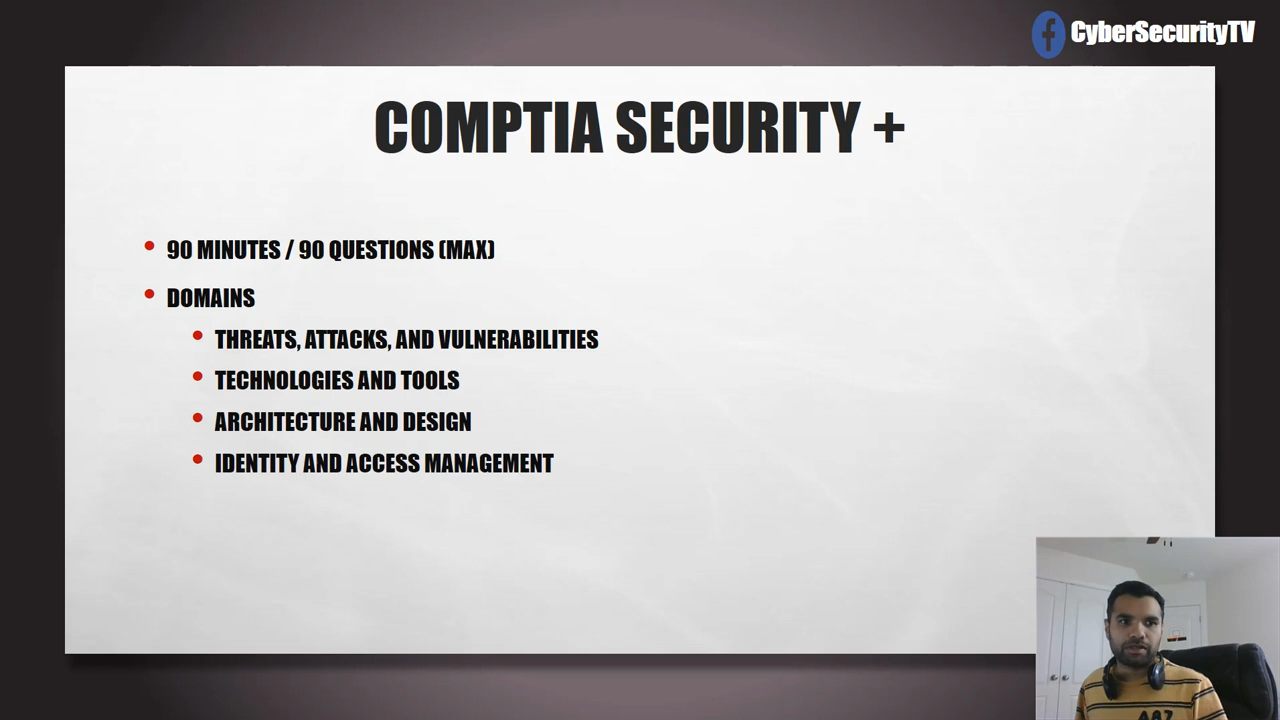 CyberSecurityTV
COMPTIA SECURITY +
90 MINUTES / 90 QUESTIONS (MAX)
DOMAINS
THREATS, ATTACKS, AND VULNERABILITIES
TECHNOLOGIES AND TOOLS
ARCHITECTURE AND DESIGN
IDENTITY AND ACCESS MANAGEMENT